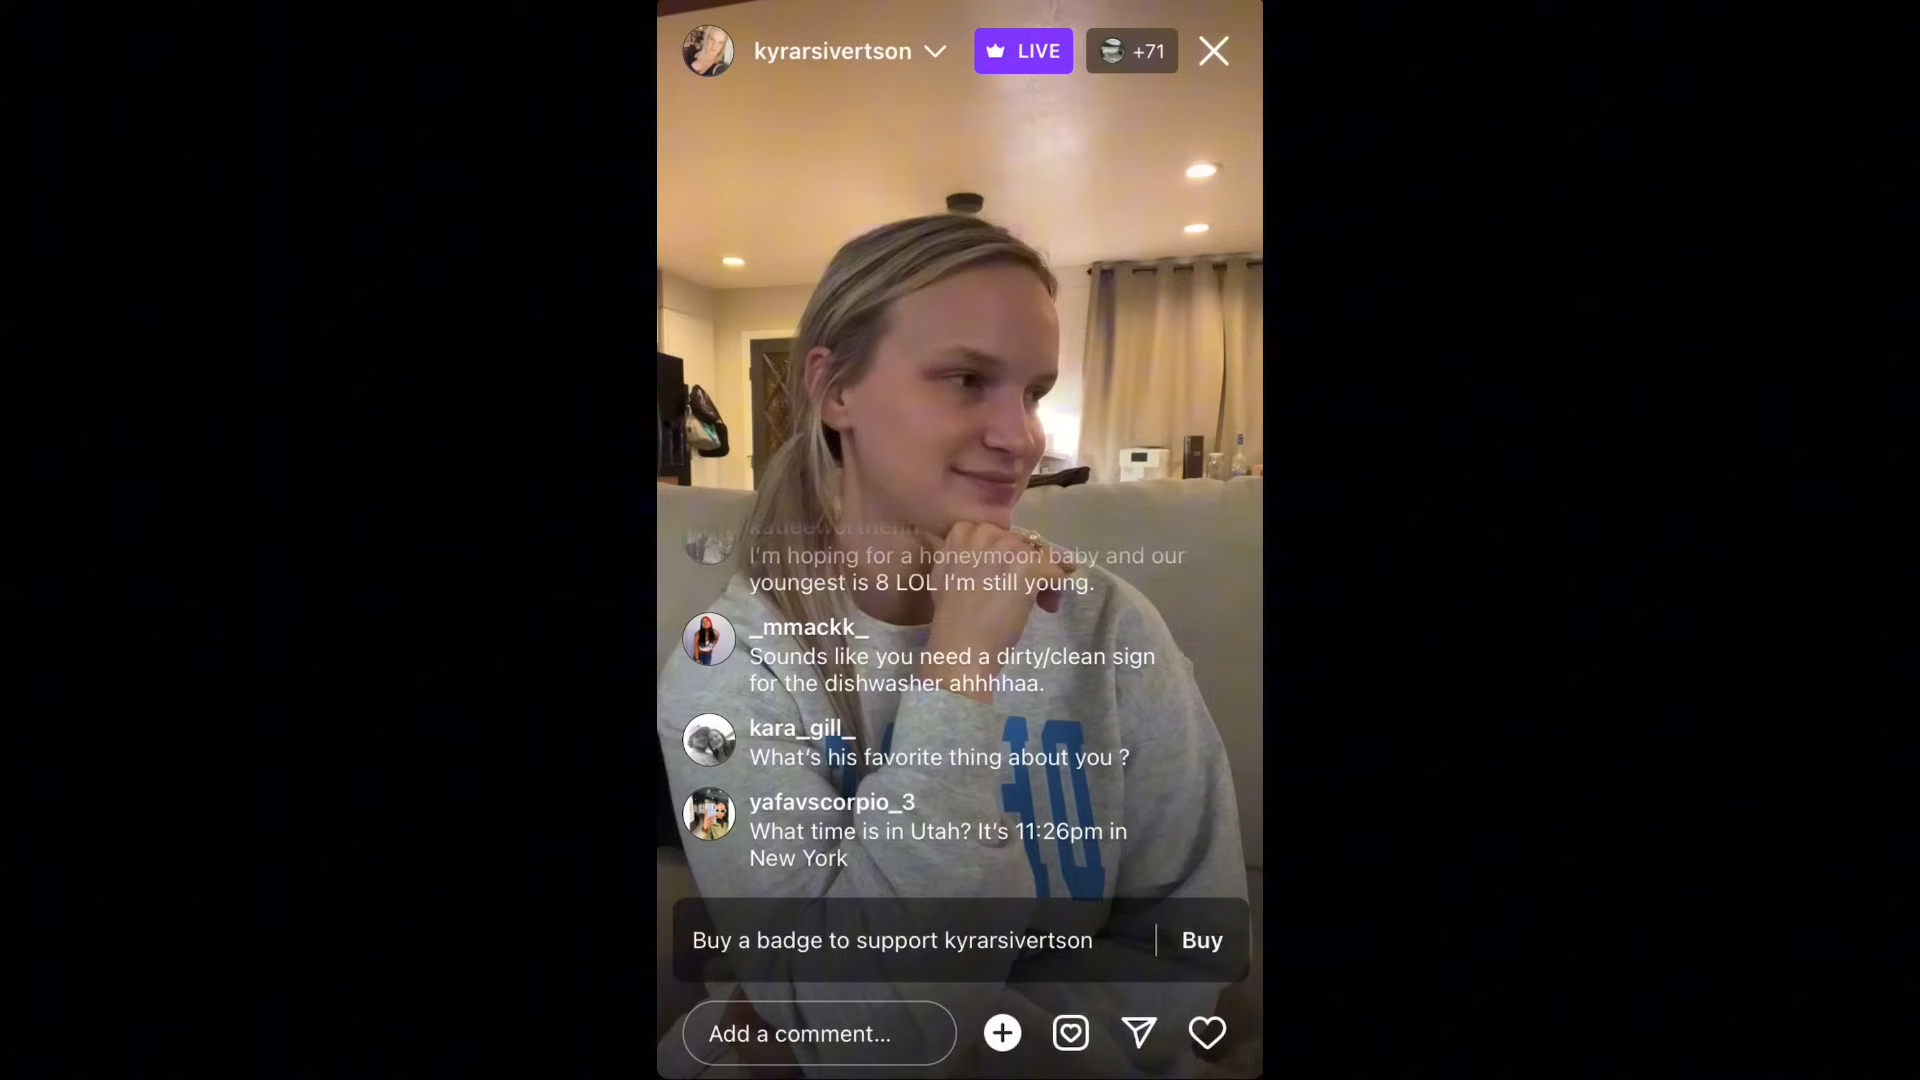 kyrarsivertson
LIVE
+71
I'm hoping for a honeymoon baby and our
youngest is 8 LOL I'm still young.
_mmackk_
Sounds like you need a dirty/clean sign
for the dishwasher ahhhhaa.
kara_gill_
What's his favorite thing about you ?
yafavscorpio_3
What time is in Utah? It's 11:26pm in
New York
Buy a badge to support kyrarsivertson
Buy
Add a comment...